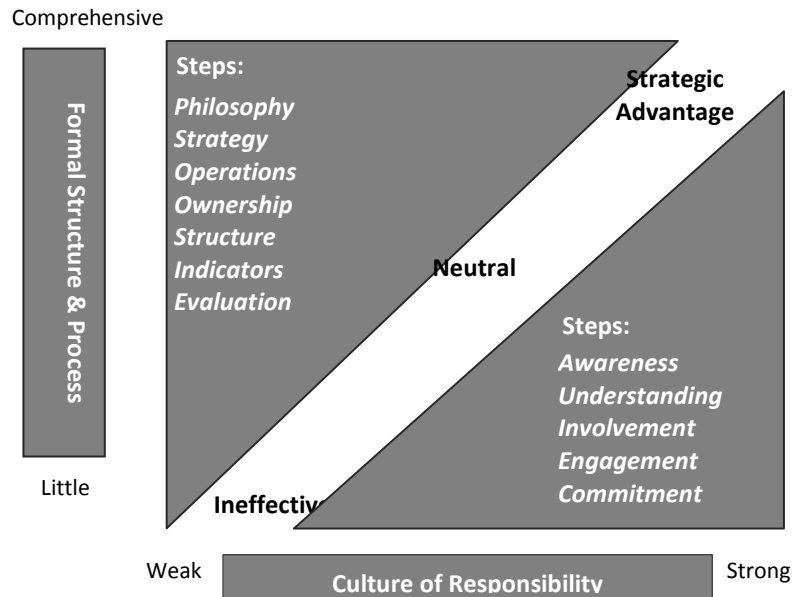 Comprehensive
Formal Structure & Process
Little
Steps:
Philosophy
Strategy
Operations
Ownership
Structure
Indicators
Evaluation
Strategic
Advantage
Neutral
Ineffective
Steps:
Awareness
Understanding
Involvement
Engagement
Commitment
Weak
Culture of Responsibility
Strong